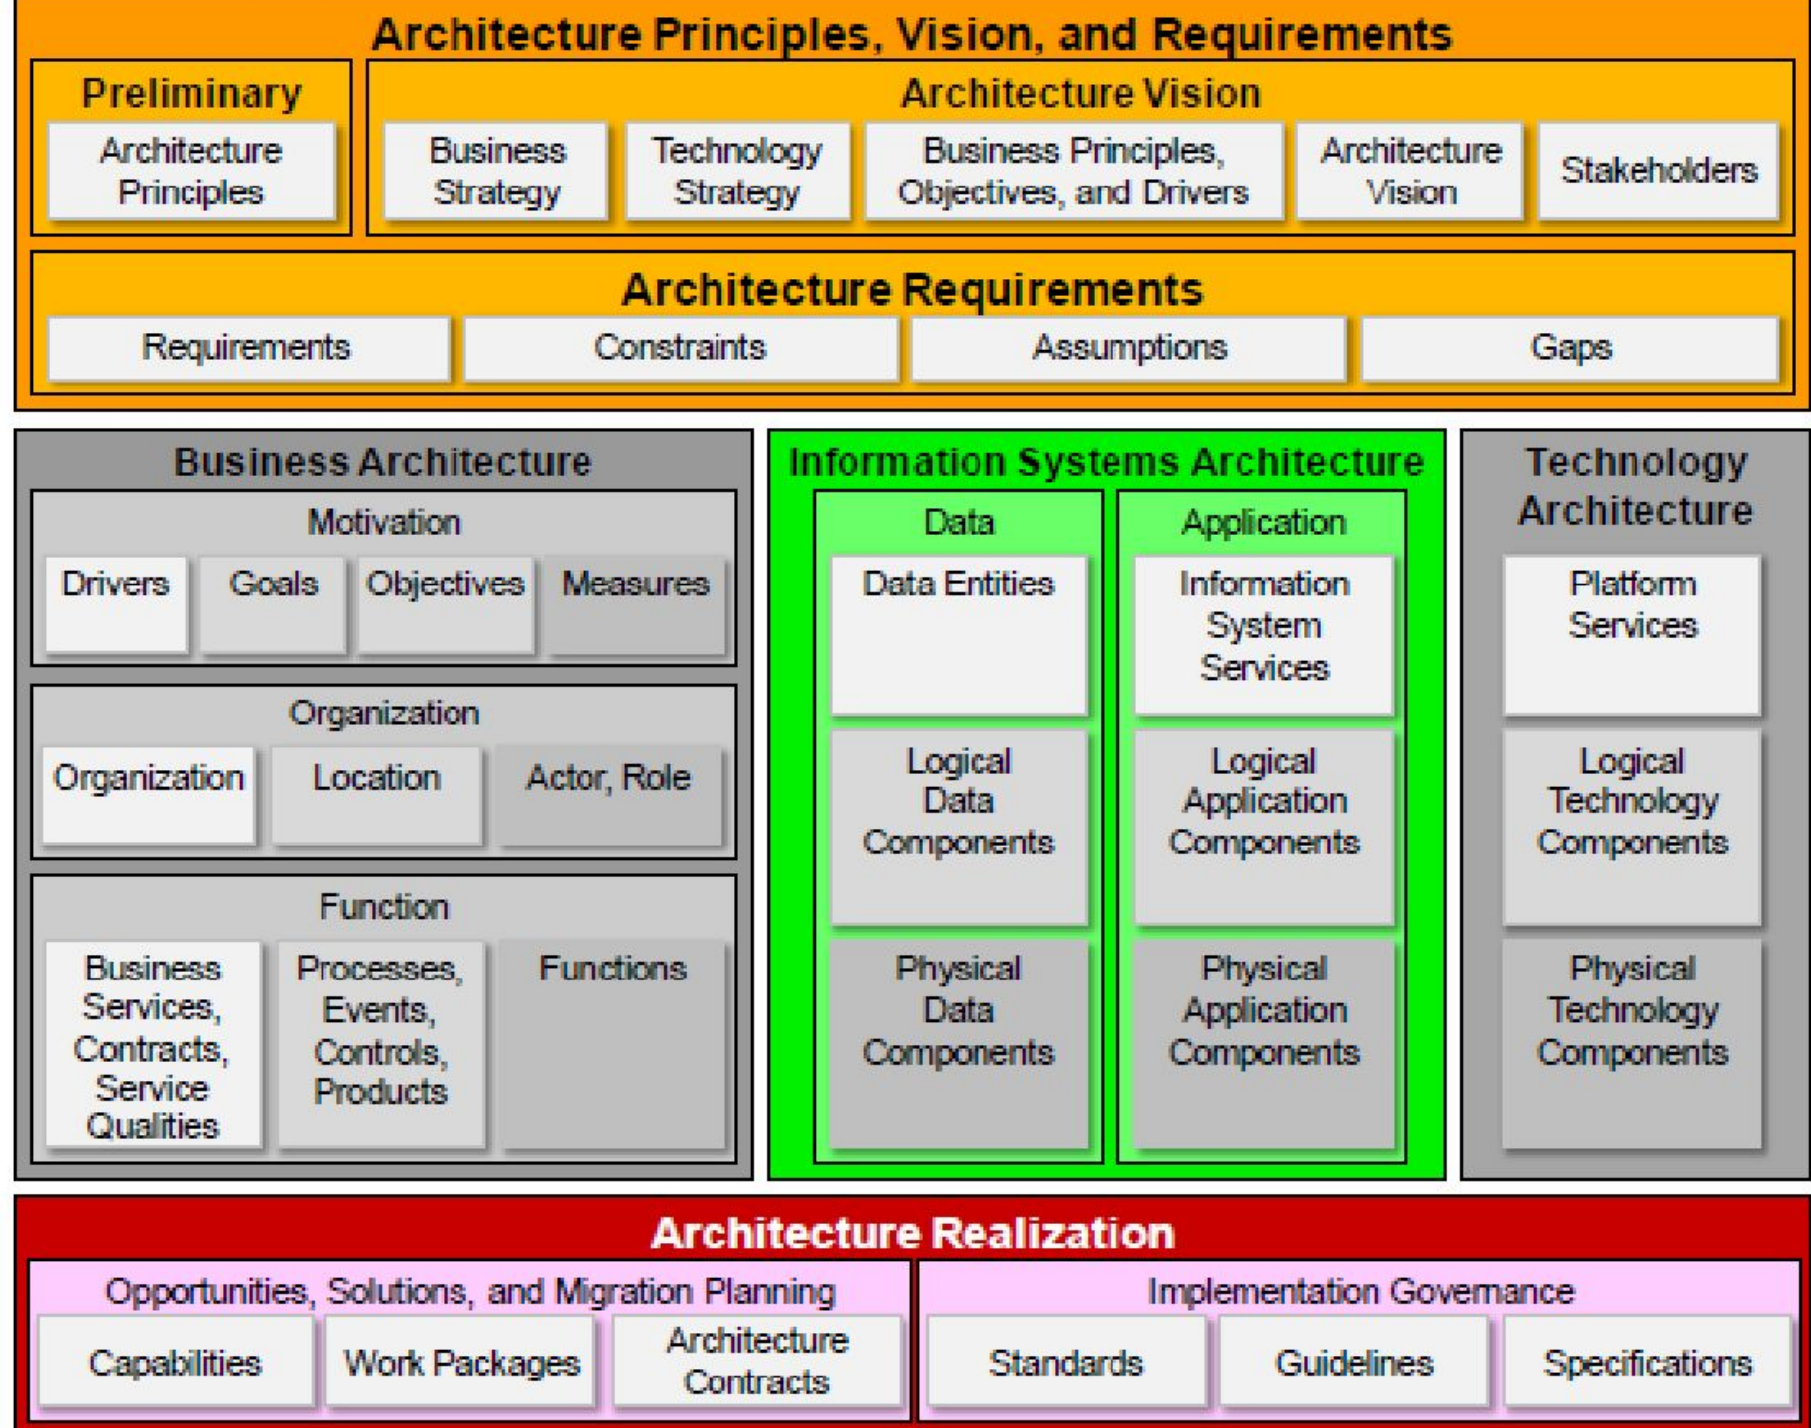 Architecture Principles, Vision, and Requirements
Preliminary
Architecture
Principles
Architecture Vision
Business
Strategy
Technology
Strategy
Business Principles,
Objectives, and Drivers
Architecture
Vision
Stakeholders
Architecture Requirements
Requirements
Constraints
Assumptions
Gaps
Business Architecture
Motivation
Drivers
Goals
Objectives
Measures
Organization
Organization
Location
Actor, Role
Function
Business
Services,
Contracts,
Service
Qualities
Processes,
Events,
Controls,
Products
Functions
Information Systems Architecture
Data
Data Entities
Logical
Data
Components
Physical
Data
Components
Application
Information
System
Services
Logical
Application
Components
Physical
Application
Components
Technology
Architecture
Platform
Services
Logical
Technology
Components
Physical
Technology
Components
Architecture Realization
Opportunities, Solutions, and Migration Planning
Capabilities
Work Packages
Architecture
Contracts
Implementation Governance
Standards
Guidelines
Specifications